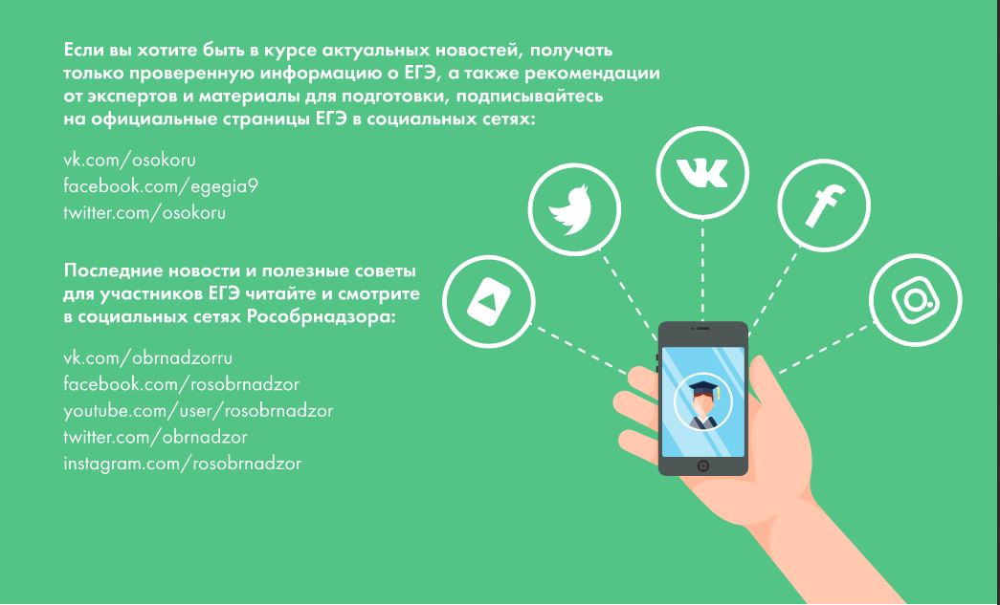 Если вы хотите быть в курсе актуальных новостей, получать
только проверенную информацию о ЕГЭ, а также рекомендации
от экспертов и материалы для подготовки, подписывайтесь
на официальные страницы ЕГЭ в социальных сетях:
vk.com/osokoru
facebook.com/egegia9
twitter.com/osokoru
Последние новости и полезные советы
для участников ЕГЭ читайте и смотрите
в социальных сетях Рособрнадзора:
vk.com/obrnadzorru
facebook.com/rosobrnadzor
youtube.com/user/rosobrnadzor
twitter.com/obrnadzor
instagram.com/rosobrnadzor